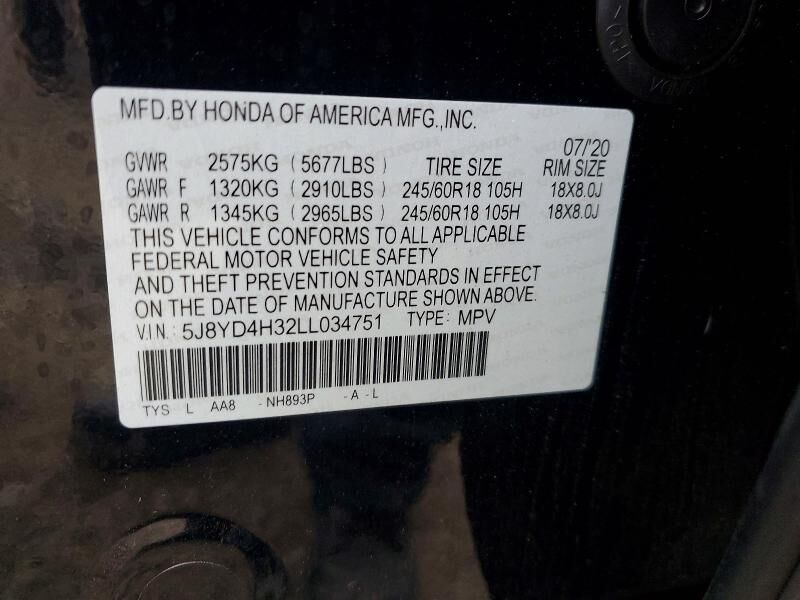 MFD.BY HONDA OF AMERICA MFG.,INC.
07/'20
GVWR 2575KG (5677LBS) TIRE SIZE RIM SIZE
GAWR F 1320KG (2910LBS) 245/60R18 105H 18X8.0J
GAWR R 1345KG (2965LBS) 245/60R18 105H 18X8.0J
THIS VEHICLE CONFORMS TO ALL APPLICABLE
FEDERAL MOTOR VEHICLE SAFETY
AND THEFT PREVENTION STANDARDS IN EFFECT
ON THE DATE OF MANUFACTURE SHOWN ABOVE.
V.I.N: 5J8YD4H32LL034751 TYPE: MPV
TYS L AA8 -NH893P -A -L